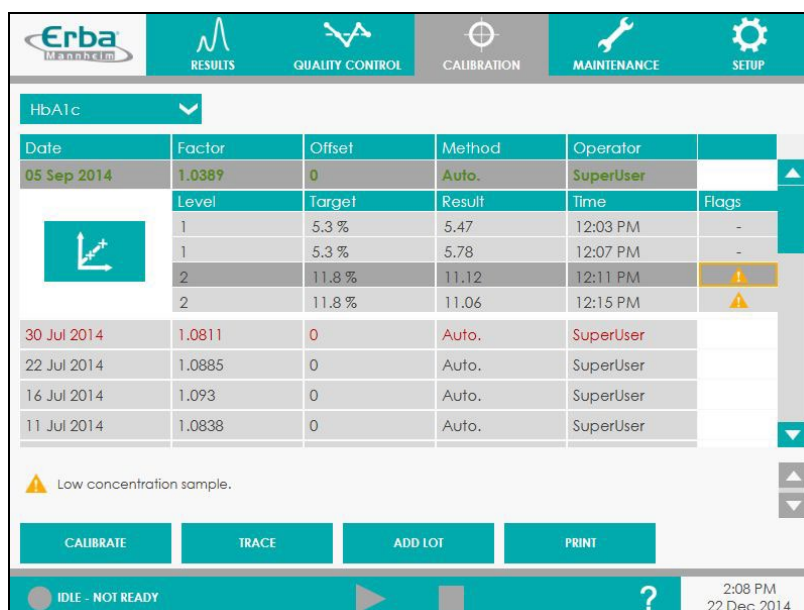 Erba
Mannheim
RESULTS
QUALITY CONTROL
CALIBRATION
MAINTENANCE
SETUP
HbA1c
Date Factor Offset Method Operator
05 Sep 2014 1.0389 0 Auto. SuperUser
Level Target Result Time Flags
1 5.3 % 5.47 12:03 PM -
1 5.3 % 5.78 12:07 PM -
2 11.8 % 11.12 12:11 PM
2 11.8 % 11.06 12:15 PM
30 Jul 2014 1.0811 0 Auto. SuperUser
22 Jul 2014 1.0885 0 Auto. SuperUser
16 Jul 2014 1.093 0 Auto. SuperUser
11 Jul 2014 1.0838 0 Auto. SuperUser
Low concentration sample.
CALIBRATE TRACE ADD LOT PRINT
IDLE - NOT READY ? 2:08 PM
22 Dec 2014